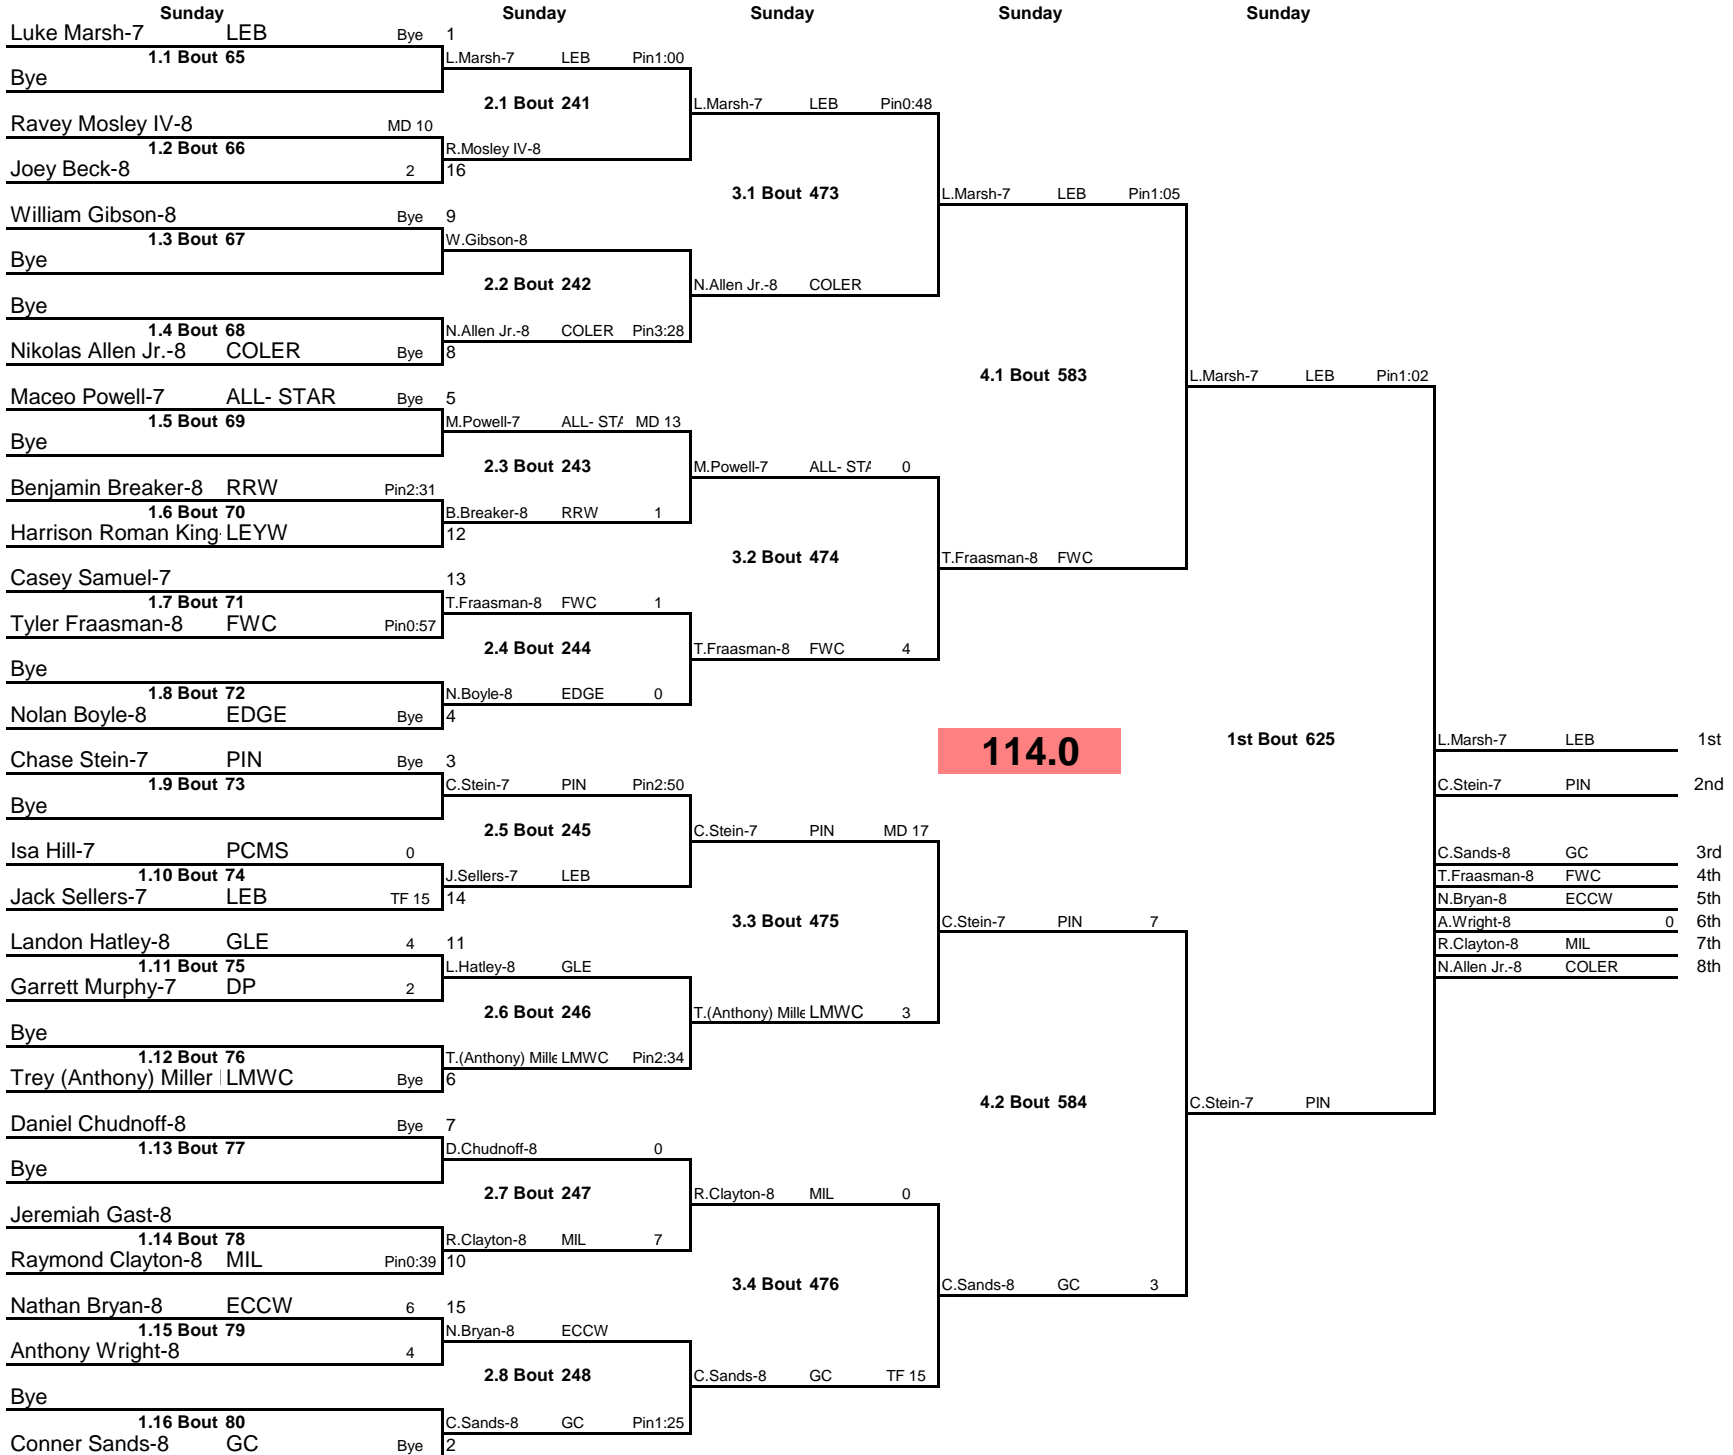 Sunday Sunday Sunday Sunday Sunday
Luke Marsh-7 LEB Bye 1
1.1 Bout 65
L.Marsh-7 LEB Pin1:00
Bye
2.1 Bout 241
L.Marsh-7 LEB Pin0:48
Ravey Mosley IV-8 MD 10
1.2 Bout 66
R.Mosley IV-8
Joey Beck-8 2 16
3.1 Bout 473
L.Marsh-7 LEB Pin1:05
William Gibson-8 Bye 9
1.3 Bout 67
W.Gibson-8
Bye
2.2 Bout 242
N.Allen Jr.-8 COLER
Bye
1.4 Bout 68
N.Allen Jr.-8 COLER Pin3:28
Nikolas Allen Jr.-8 COLER Bye 8
4.1 Bout 583
L.Marsh-7 LEB Pin1:02
Maceo Powell-7 ALL- STAR Bye 5
1.5 Bout 69
M.Powell-7 ALL- STA MD 13
Bye
2.3 Bout 243
M.Powell-7 ALL- STA 0
Benjamin Breaker-8 RRW Pin2:31
1.6 Bout 70
B.Breaker-8 RRW 1
Harrison Roman King- LEYW 12
3.2 Bout 474
T.Fraasman-8 FWC
Casey Samuel-7 13
1.7 Bout 71
T.Fraasman-8 FWC 1
Tyler Fraasman-8 FWC Pin0:57
2.4 Bout 244
T.Fraasman-8 FWC 4
Bye
1.8 Bout 72
N.Boyle-8 EDGE 0
Nolan Boyle-8 EDGE Bye 4
114.0
1st Bout 625
L.Marsh-7 LEB 1st
Chase Stein-7 PIN Bye 3
1.9 Bout 73
C.Stein-7 PIN Pin2:50
C.Stein-7 PIN 2nd
Bye
2.5 Bout 245
C.Stein-7 PIN MD 17
Isa Hill-7 PCMS 0
C.Sands-8 GC 3rd
1.10 Bout 74
J.Sellers-7 LEB
T.Fraasman-8 FWC 4th
Jack Sellers-7 LEB TF 15 14
N.Bryan-8 ECCW 5th
3.3 Bout 475
C.Stein-7 PIN 7
A.Wright-8 0 6th
Landon Hatley-8 GLE 4 11
R.Clayton-8 MIL 7th
1.11 Bout 75
L.Hatley-8 GLE
N.Allen Jr.-8 COLER 8th
Garrett Murphy-7 DP 2
2.6 Bout 246
T.(Anthony) Mille LMWC 3
Bye
1.12 Bout 76
T.(Anthony) Mille LMWC Pin2:34
Trey (Anthony) Miller LMWC Bye 6
4.2 Bout 584
C.Stein-7 PIN
Daniel Chudnoff-8 Bye 7
1.13 Bout 77
D.Chudnoff-8 0
Bye
2.7 Bout 247
R.Clayton-8 MIL 0
Jeremiah Gast-8
1.14 Bout 78
R.Clayton-8 MIL 7
Raymond Clayton-8 MIL Pin0:39 10
3.4 Bout 476
C.Sands-8 GC 3
Nathan Bryan-8 ECCW 6 15
1.15 Bout 79
N.Bryan-8 ECCW
Anthony Wright-8 4
2.8 Bout 248
C.Sands-8 GC TF 15
Bye
1.16 Bout 80
C.Sands-8 GC Pin1:25
Conner Sands-8 GC Bye 2